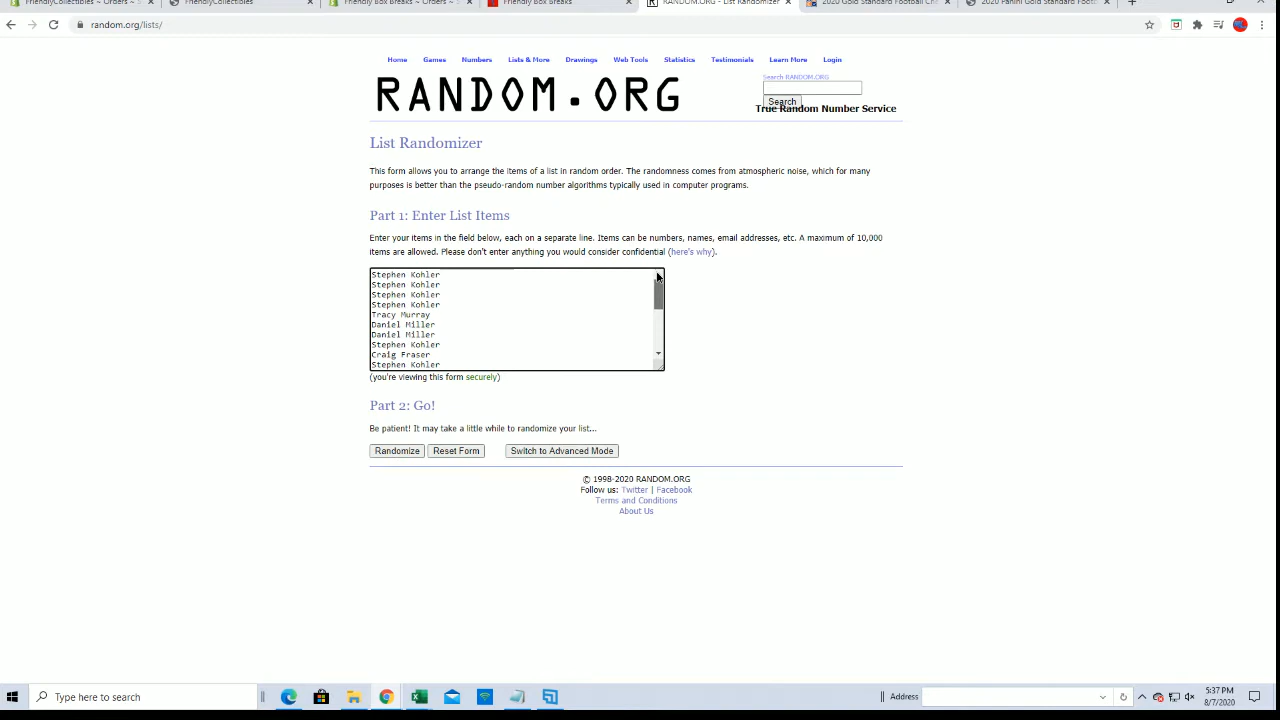 FriendlyCollectibles ~ Orders ~ S
FriendlyCollectibles
Friendly Box Breaks ~ Orders ~ S
Friendly Box Breaks
RANDOM.ORG - List Randomizer
2020 Gold Standard Football Che
2020 Panini Gold Standard Footb
random.org/lists/
Home Games Numbers Lists & More Drawings Web Tools Statistics Testimonials Learn More Login
RANDOM.ORG
Search RANDOM.ORG
Search
True Random Number Service
List Randomizer
This form allows you to arrange the items of a list in random order. The randomness comes from atmospheric noise, which for many
purposes is better than the pseudo-random number algorithms typically used in computer programs.
Part 1: Enter List Items
Enter your items in the field below, each on a separate line. Items can be numbers, names, email addresses, etc. A maximum of 10,000
items are allowed. Please don't enter anything you would consider confidential (here's why).
Stephen Kohler
Stephen Kohler
Stephen Kohler
Stephen Kohler
Tracy Murray
Daniel Miller
Daniel Miller
Stephen Kohler
Craig Fraser
Stephen Kohler
(you're viewing this form securely)
Part 2: Go!
Be patient! It may take a little while to randomize your list...
Randomize Reset Form Switch to Advanced Mode
© 1998-2020 RANDOM.ORG
Follow us: Twitter | Facebook
Terms and Conditions
About Us
Type here to search
Address
5:37 PM
8/7/2020